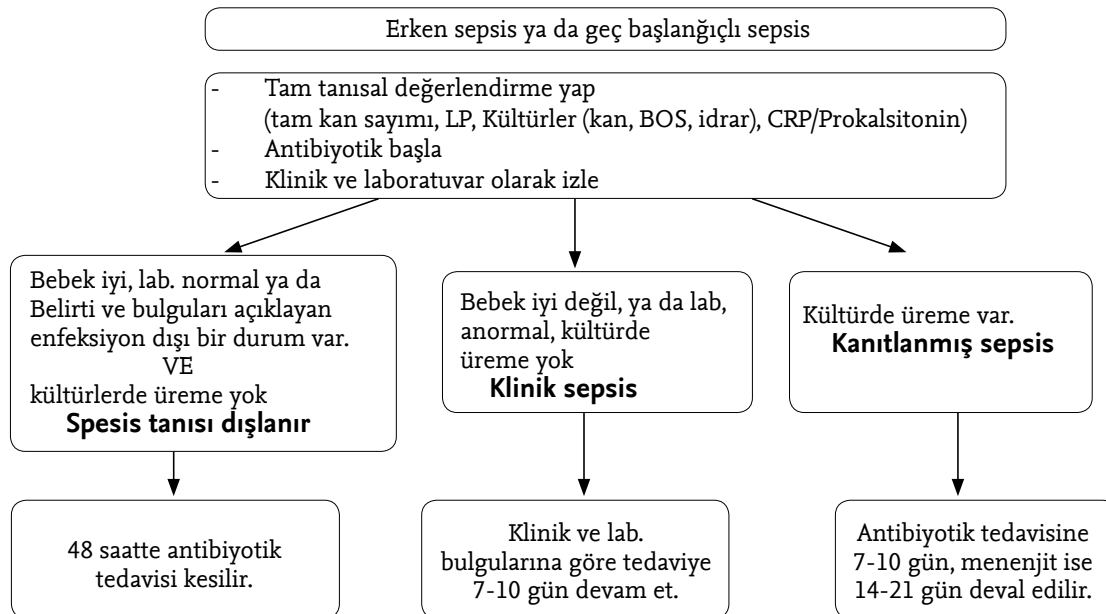 Erken sepsis ya da geç başlanğıçlı sepsis
- Tam tanısal değerlendirme yap
(tam kan sayımı, LP, Kültürler (kan, BOS, idrar), CRP/Prokalsitonin)
- Antibiyotik başla
- Klinik ve laboratuvar olarak izle
Bebek iyi, lab. normal ya da
Belirti ve bulguları açıklayan
enfeksiyon dışı bir durum var.
VE
kültürlerde üreme yok
Spesis tanısı dışlanır
Bebek iyi değil, ya da lab,
anormal, kültürde
üreme yok
Klinik sepsis
Kültürde üreme var.
Kanıtlanmış sepsis
48 saatte antibiyotik
tedavisi kesilir.
Klinik ve lab.
bulgularına göre tedaviye
7-10 gün devam et.
Antibiyotik tedavisine
7-10 gün, menenjit ise
14-21 gün deval edilir.